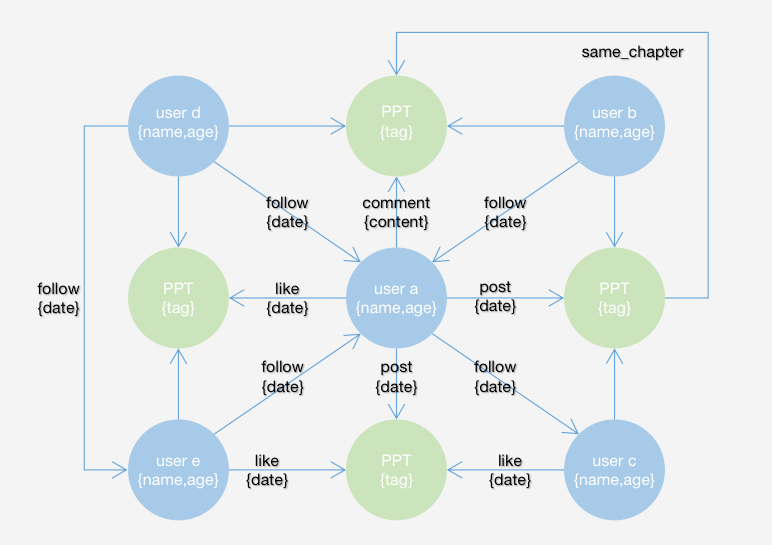 same_chapter
user d
{name,age}
PPT
{tag}
user b
{name,age}
follow
{date}
comment
{content}
follow
{date}
follow
{date}
PPT
{tag}
like
{date}
user a
{name,age}
post
{date}
PPT
{tag}
follow
{date}
post
{date}
follow
{date}
user e
{name,age}
like
{date}
PPT
{tag}
like
{date}
user c
{name,age}